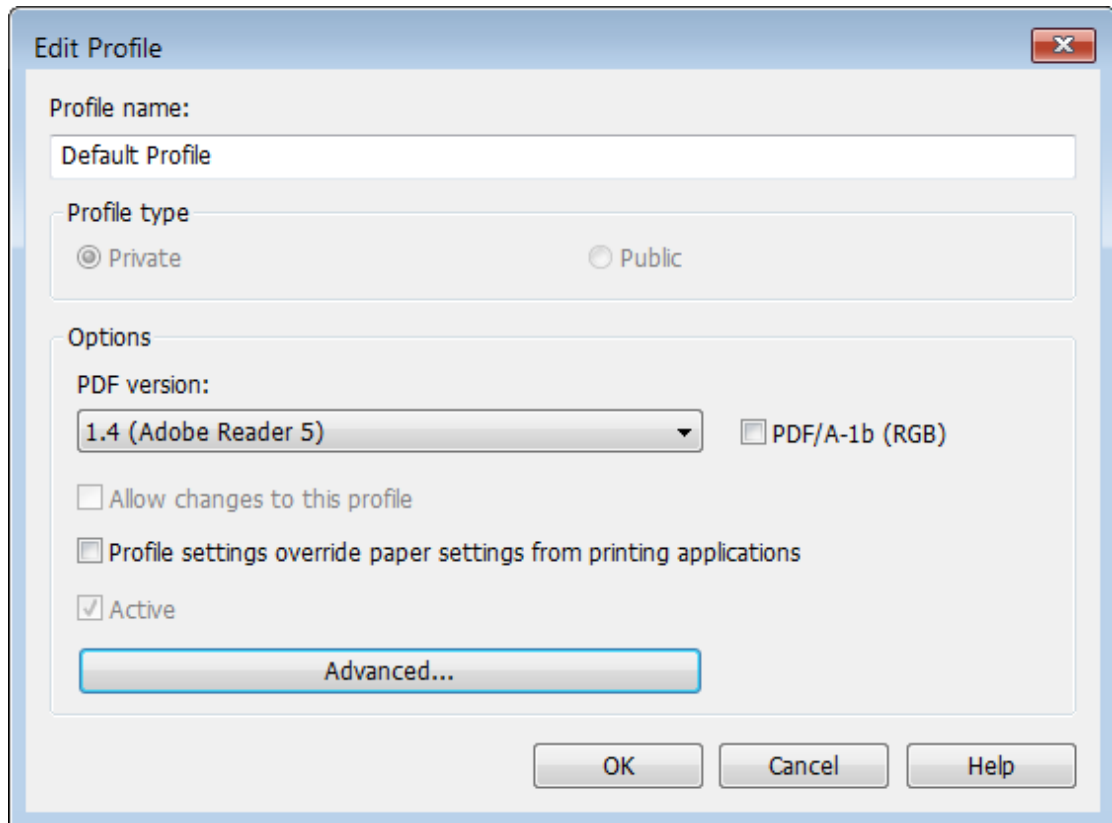 Edit Profile
Profile name:
Default Profile
Profile type
Private Public
Options
PDF version:
1.4 (Adobe Reader 5) PDF/A-1b (RGB)
Allow changes to this profile
Profile settings override paper settings from printing applications
Active
Advanced...
OK Cancel Help